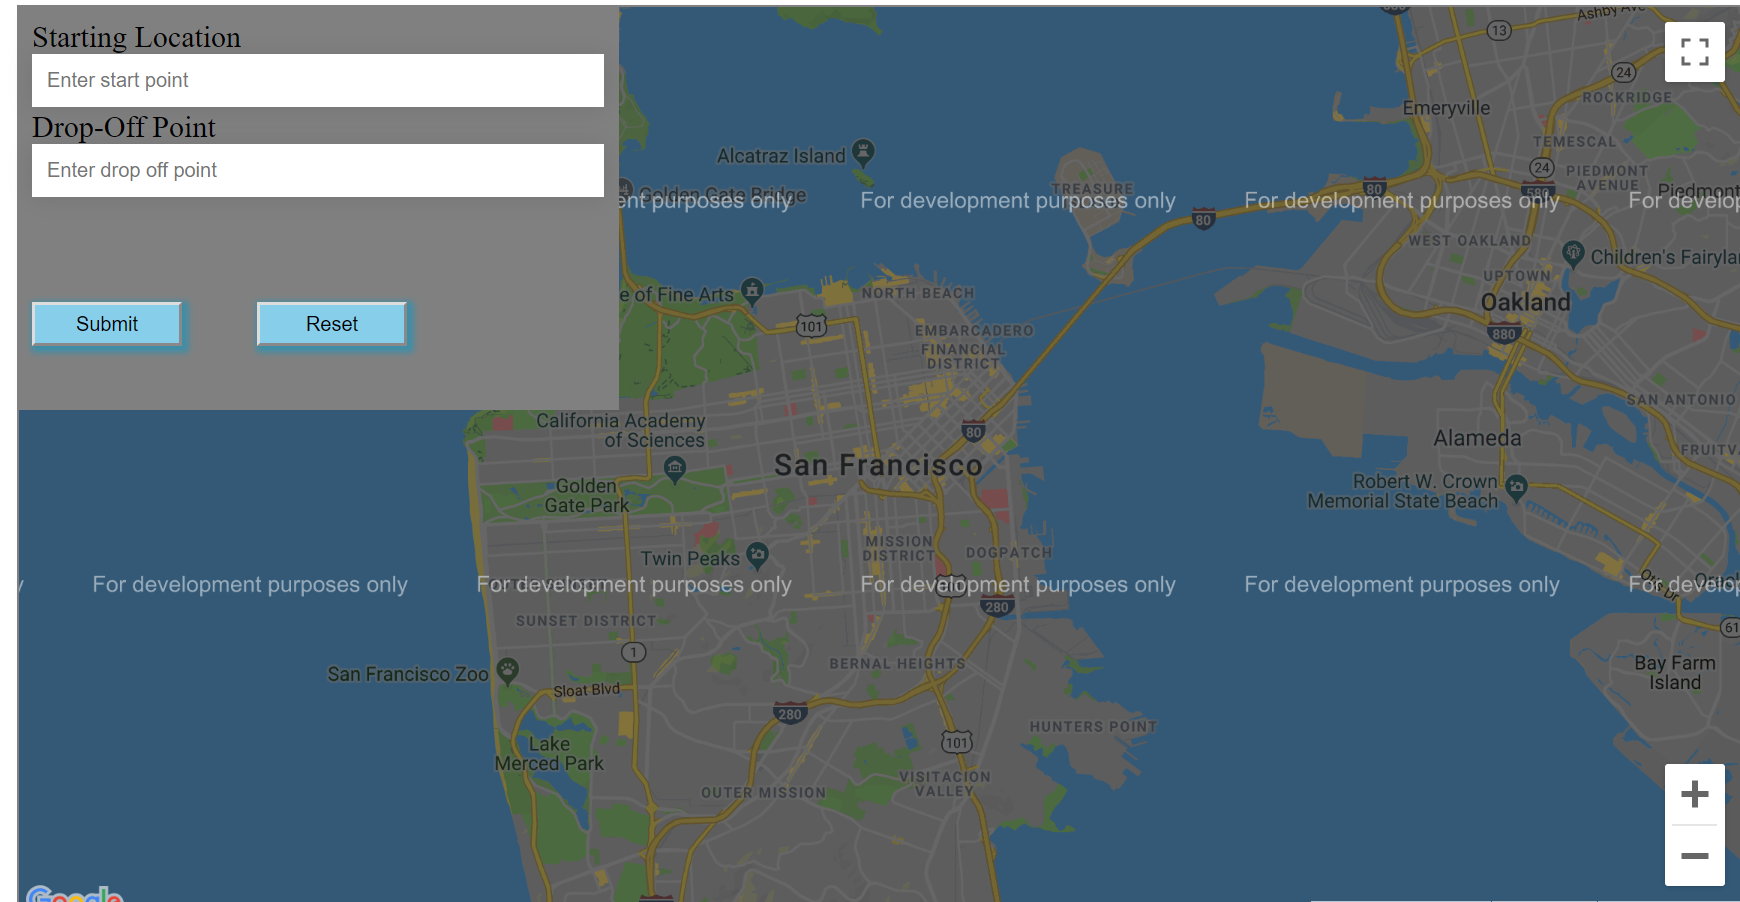 Starting Location
Enter start point
Drop-Off Point
Enter drop off point
Submit
Reset
Ashby Ave
13
24
ROCKRIDGE
Emeryville
TEMESCAL
Alcatraz Island
24
PIEDMONT
AVENUE
Piedmont
TREASURE
80
580
Golden Gate Bridge
ent purposes only
For development purposes only
For development purposes only
For develop
80
WEST OAKLAND
Children's Fairyla
UPTOWN
e of Fine Arts
NORTH BEACH
Oakland
101
EMBARCADERO
880
FINANCIAL
DISTRICT
SAN ANTONIO
California Academy
of Sciences
80
Alameda
FRUITV
San Francisco
Golden
Gate Park
Robert W. Crown
Memorial State Beach
MISSION
DISTRICT
DOGPATCH
Twin Peaks
For development purposes only
For development purposes only
For development purposes only
For development purposes only
For develop
Otis Dr
280
SUNSET DISTRICT
61
1
BERNAL HEIGHTS
Bay Farm
Island
San Francisco Zoo
Sloat Blvd
280
HUNTERS POINT
101
Lake
Merced Park
VISITACION
VALLEY
OUTER MISSION
Google